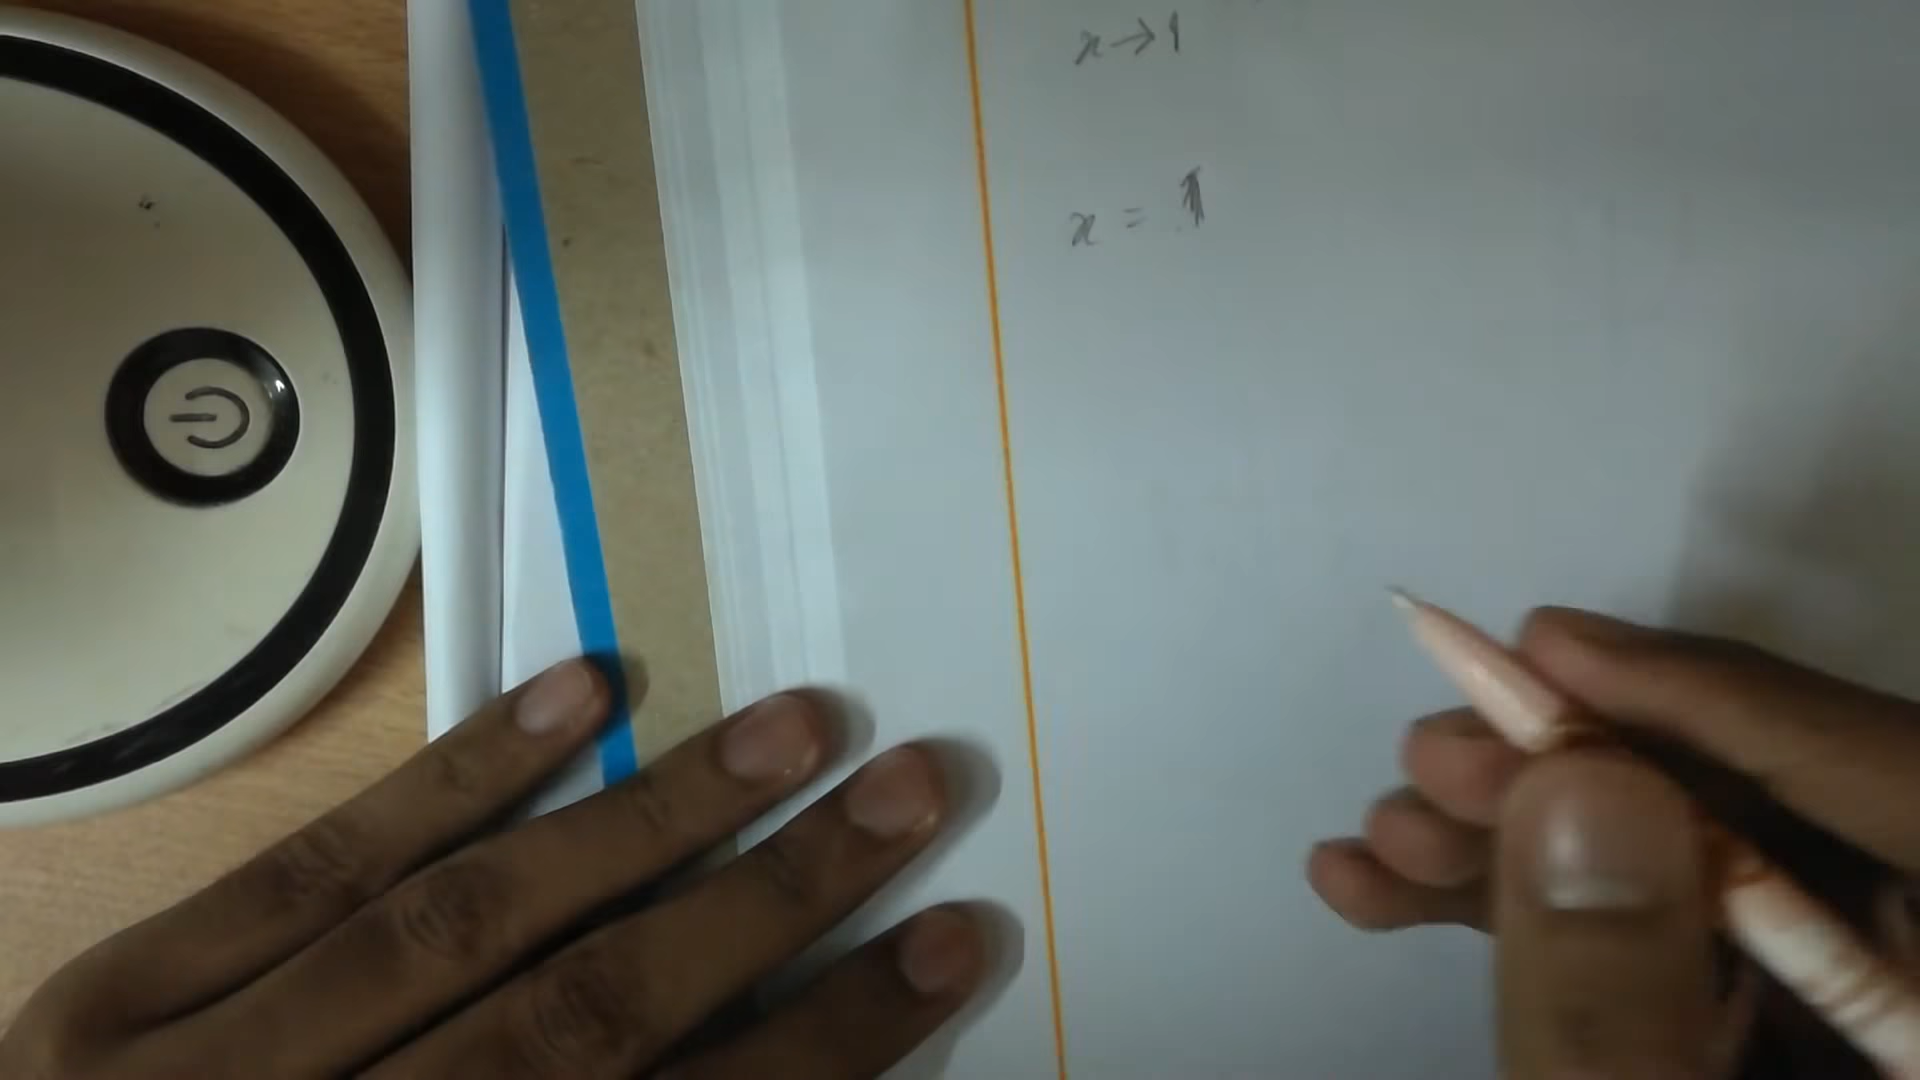 x → 1
x = 1